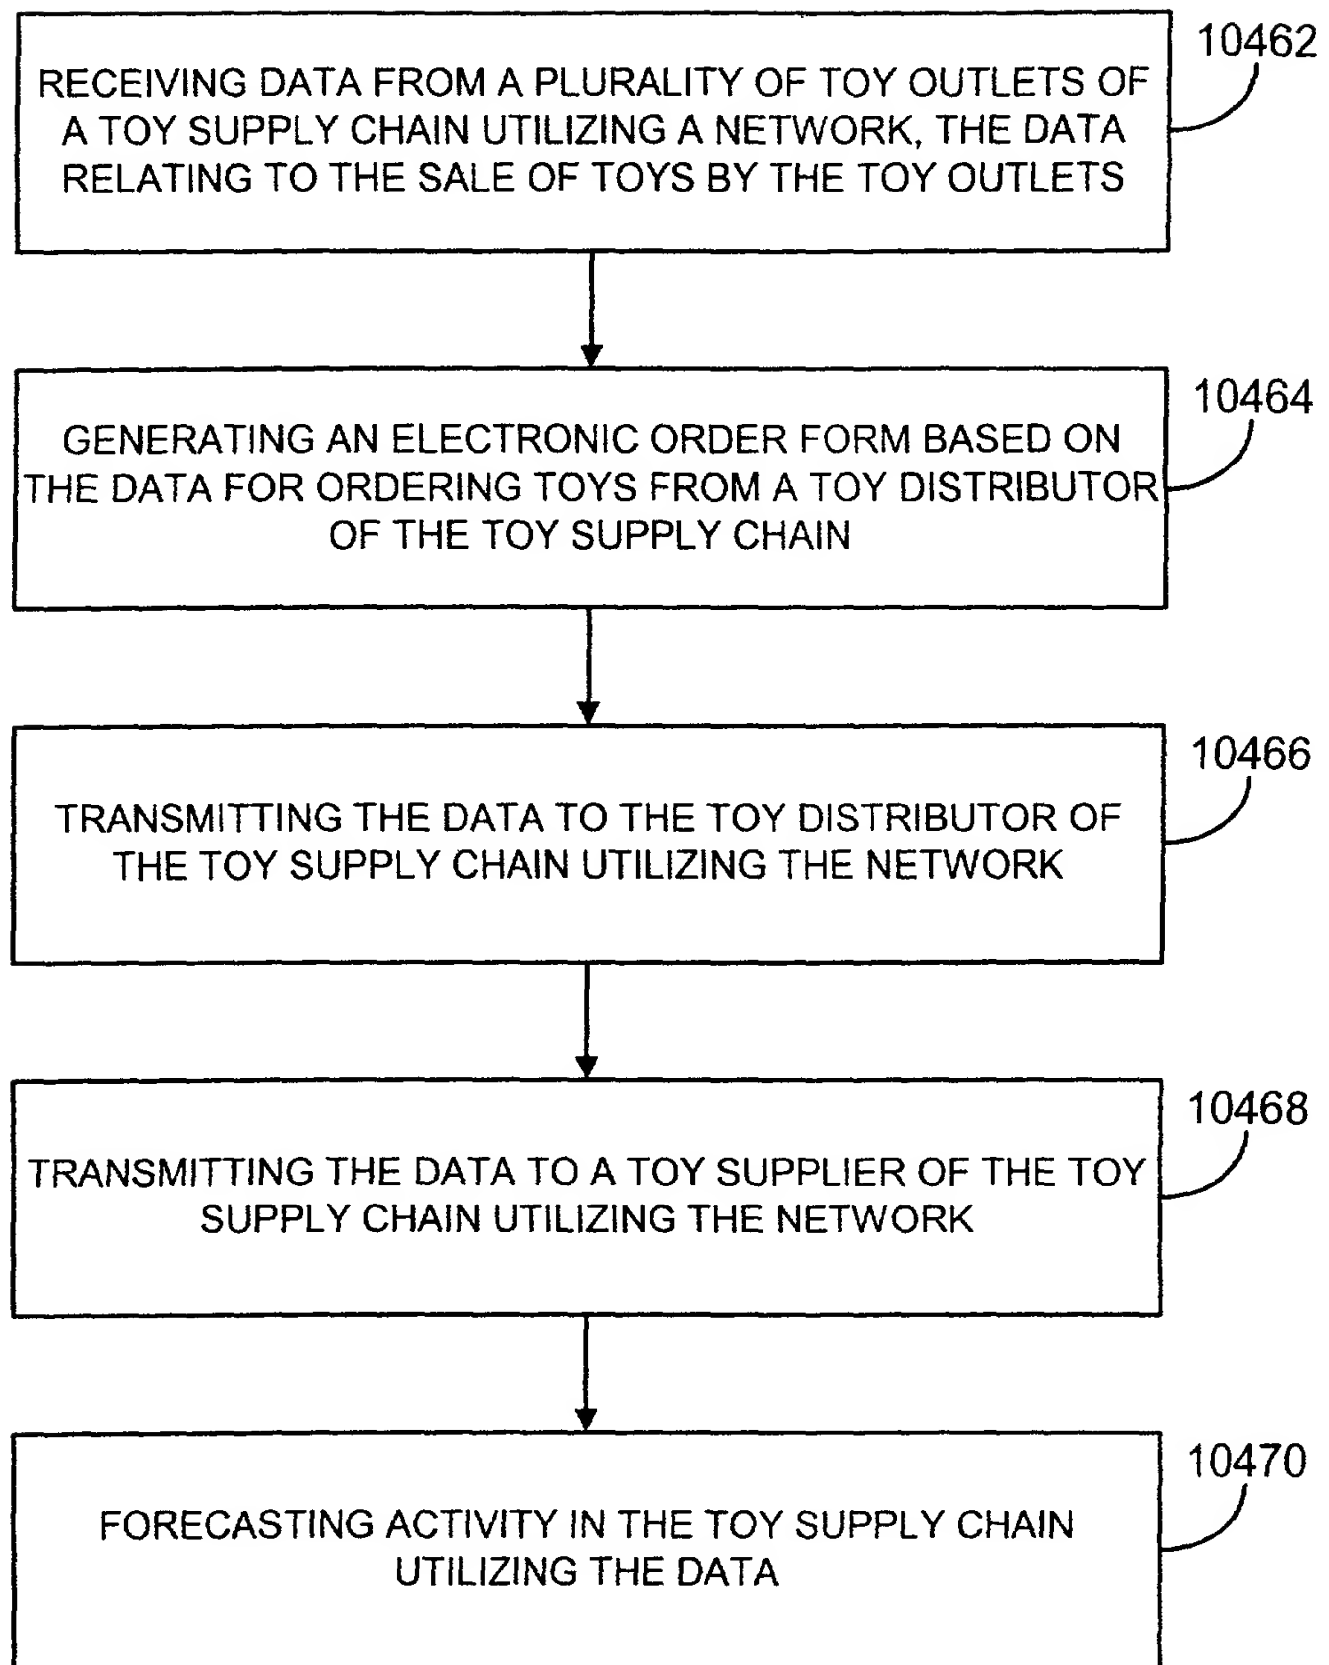 10462
RECEIVING DATA FROM A PLURALITY OF TOY OUTLETS OF
A TOY SUPPLY CHAIN UTILIZING A NETWORK, THE DATA
RELATING TO THE SALE OF TOYS BY THE TOY OUTLETS
10464
GENERATING AN ELECTRONIC ORDER FORM BASED ON
THE DATA FOR ORDERING TOYS FROM A TOY DISTRIBUTOR
OF THE TOY SUPPLY CHAIN
10466
TRANSMITTING THE DATA TO THE TOY DISTRIBUTOR OF
THE TOY SUPPLY CHAIN UTILIZING THE NETWORK
10468
TRANSMITTING THE DATA TO A TOY SUPPLIER OF THE TOY
SUPPLY CHAIN UTILIZING THE NETWORK
10470
FORECASTING ACTIVITY IN THE TOY SUPPLY CHAIN
UTILIZING THE DATA